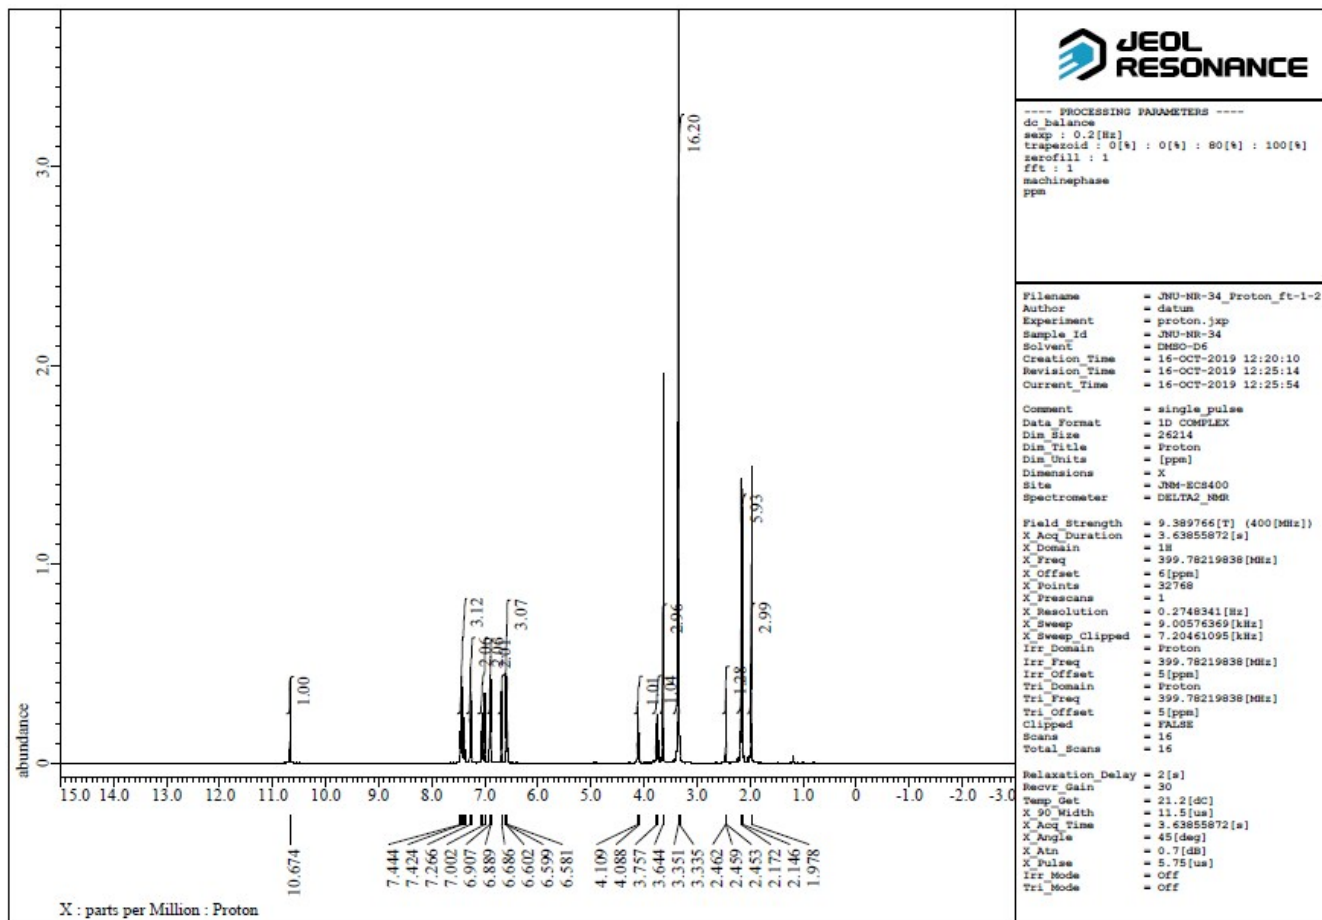 JEOL
RESONANCE
---- PROCESSING PARAMETERS ----
dc_balance
sexp : 0.2[Hz]
trapezoid : 0[%] : 0[%] : 80[%] : 100[%]
zerofill : 1
fft : 1
machinephase
ppm
Filename = JNU-NR-34_Proton_ft-1-2
Author = datum
Experiment = proton.jxp
Sample_Id = JNU-NR-34
Solvent = DMSO-D6
Creation_Time = 16-OCT-2019 12:20:10
Revision_Time = 16-OCT-2019 12:25:14
Current_Time = 16-OCT-2019 12:25:54
Comment = single_pulse
Data_Format = 1D COMPLEX
Dim_Size = 26214
Dim_Title = Proton
Dim_Units = [ppm]
Dimensions = X
Site = JNM-ECS400
Spectrometer = DELTA2_NMR
Field_Strength = 9.389766[T] (400[MHz])
X_Acq_Duration = 3.63855872[s]
X_Domain = 1H
X_Freq = 399.78219838[MHz]
X_Offset = 6[ppm]
X_Points = 32768
X_Prescans = 1
X_Resolution = 0.2748341[Hz]
X_Sweep = 9.00576369[kHz]
X_Sweep_Clipped = 7.20461095[kHz]
Irr_Domain = Proton
Irr_Freq = 399.78219838[MHz]
Irr_Offset = 5[ppm]
Tri_Domain = Proton
Tri_Freq = 399.78219838[MHz]
Tri_Offset = 5[ppm]
Clipped = FALSE
Scans = 16
Total_Scans = 16
Relaxation_Delay = 2[s]
Recvr_Gain = 30
Temp_Get = 21.2[dC]
X_90_Width = 11.5[us]
X_Acq_Time = 3.63855872[s]
X_Angle = 45[deg]
X_Atn = 0.7[dB]
X_Pulse = 5.75[us]
Irr_Mode = Off
Tri_Mode = Off
abundance
0
1.0
2.0
3.0
1.00
3.12
2.06
2.01
3.07
1.01
1.04
2.96
16.20
1.28
5.93
2.99
15.0 14.0 13.0 12.0 11.0 10.0 9.0 8.0 7.0 6.0 5.0 4.0 3.0 2.0 1.0 0 -1.0 -2.0 -3.0
10.674
7.444
7.424
7.266
7.002
6.907
6.889
6.686
6.602
6.599
6.581
4.109
4.088
3.757
3.644
3.351
3.335
2.462
2.459
2.453
2.172
2.146
1.978
X : parts per Million : Proton